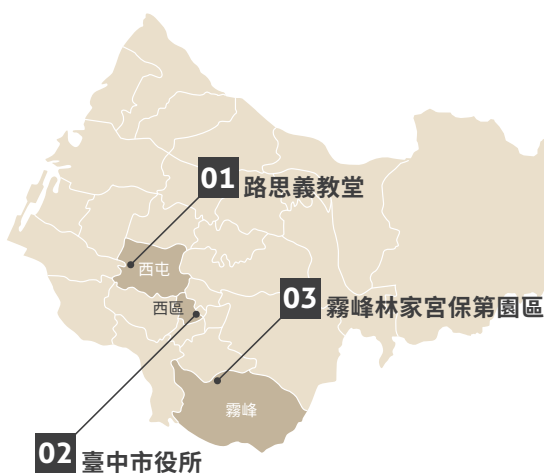 01 路思義教堂
西屯
西區
03 霧峰林家宮保第園區
霧峰
02 臺中市役所